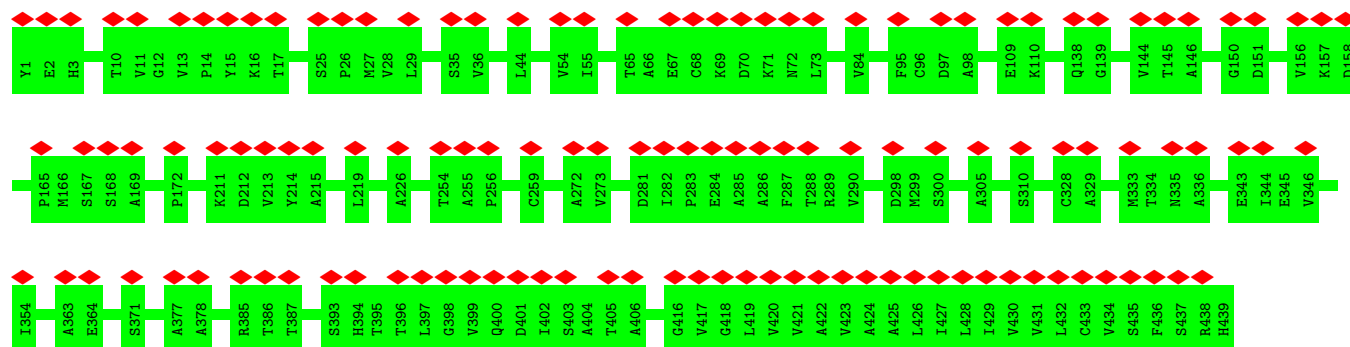 Y1 E2 H3 T10 V11 G12 V13 P14 Y15 K16 T17 S25 P26 M27 V28 L29 S35 V36 L44 V54 I55 T65 A66 E67 C68 K69 D70 K71 N72 L73 V84 F95 C96 D97 A98 E109 K110 Q138 G139 V144 T145 A146 G150 D151 V156 K157 D158
P165 M166 S167 S168 A169 P172 K211 D212 V213 Y214 A215 L219 A226 T254 A255 P256 C259 A272 V273 D281 I282 P283 E284 A285 A286 F287 T288 R289 V290 D298 M299 S300 A305 S310 C328 A329 M333 T334 N335 A336 E343 I344 E345 V346
I354 A363 E364 S371 A377 A378 R385 T386 T387 S393 H394 T395 T396 L397 G398 V399 Q400 D401 I402 S403 A404 T405 A406 G416 V417 G418 L419 V420 V421 A422 V423 A424 A425 L426 I427 L428 I429 V430 V431 L432 C433 V434 S435 F436 S437 R438 H439